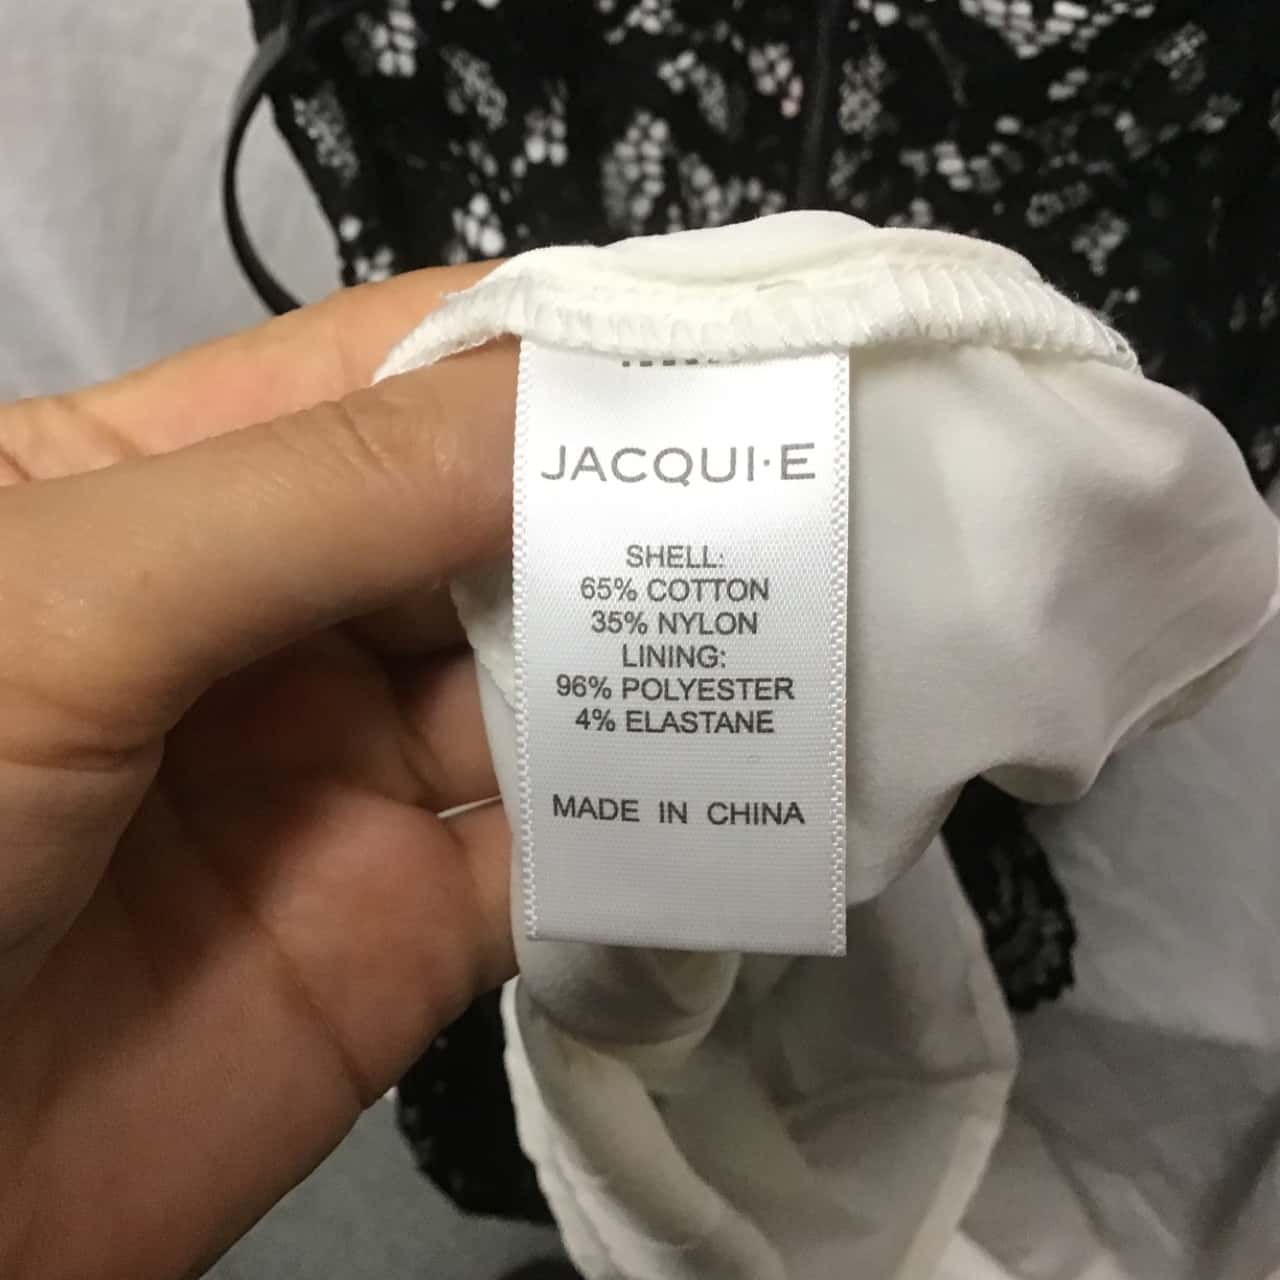 JACQUI·E
SHELL:
65% COTTON
35% NYLON
LINING:
96% POLYESTER
4% ELASTANE
MADE IN CHINA